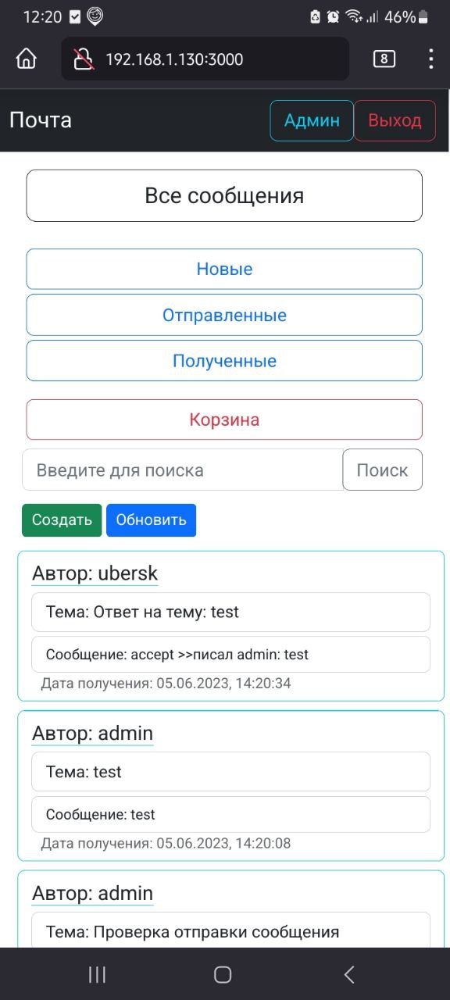 12:20 46%
192.168.1.130:3000 8
Почта Админ Выход
Все сообщения
Новые
Отправленные
Полученные
Корзина
Введите для поиска Поиск
Создать Обновить
Автор: ubersk
Тема: Ответ на тему: test
Сообщение: accept >>писал admin: test
Дата получения: 05.06.2023, 14:20:34
Автор: admin
Тема: test
Сообщение: test
Дата получения: 05.06.2023, 14:20:08
Автор: admin
Тема: Проверка отправки сообщения